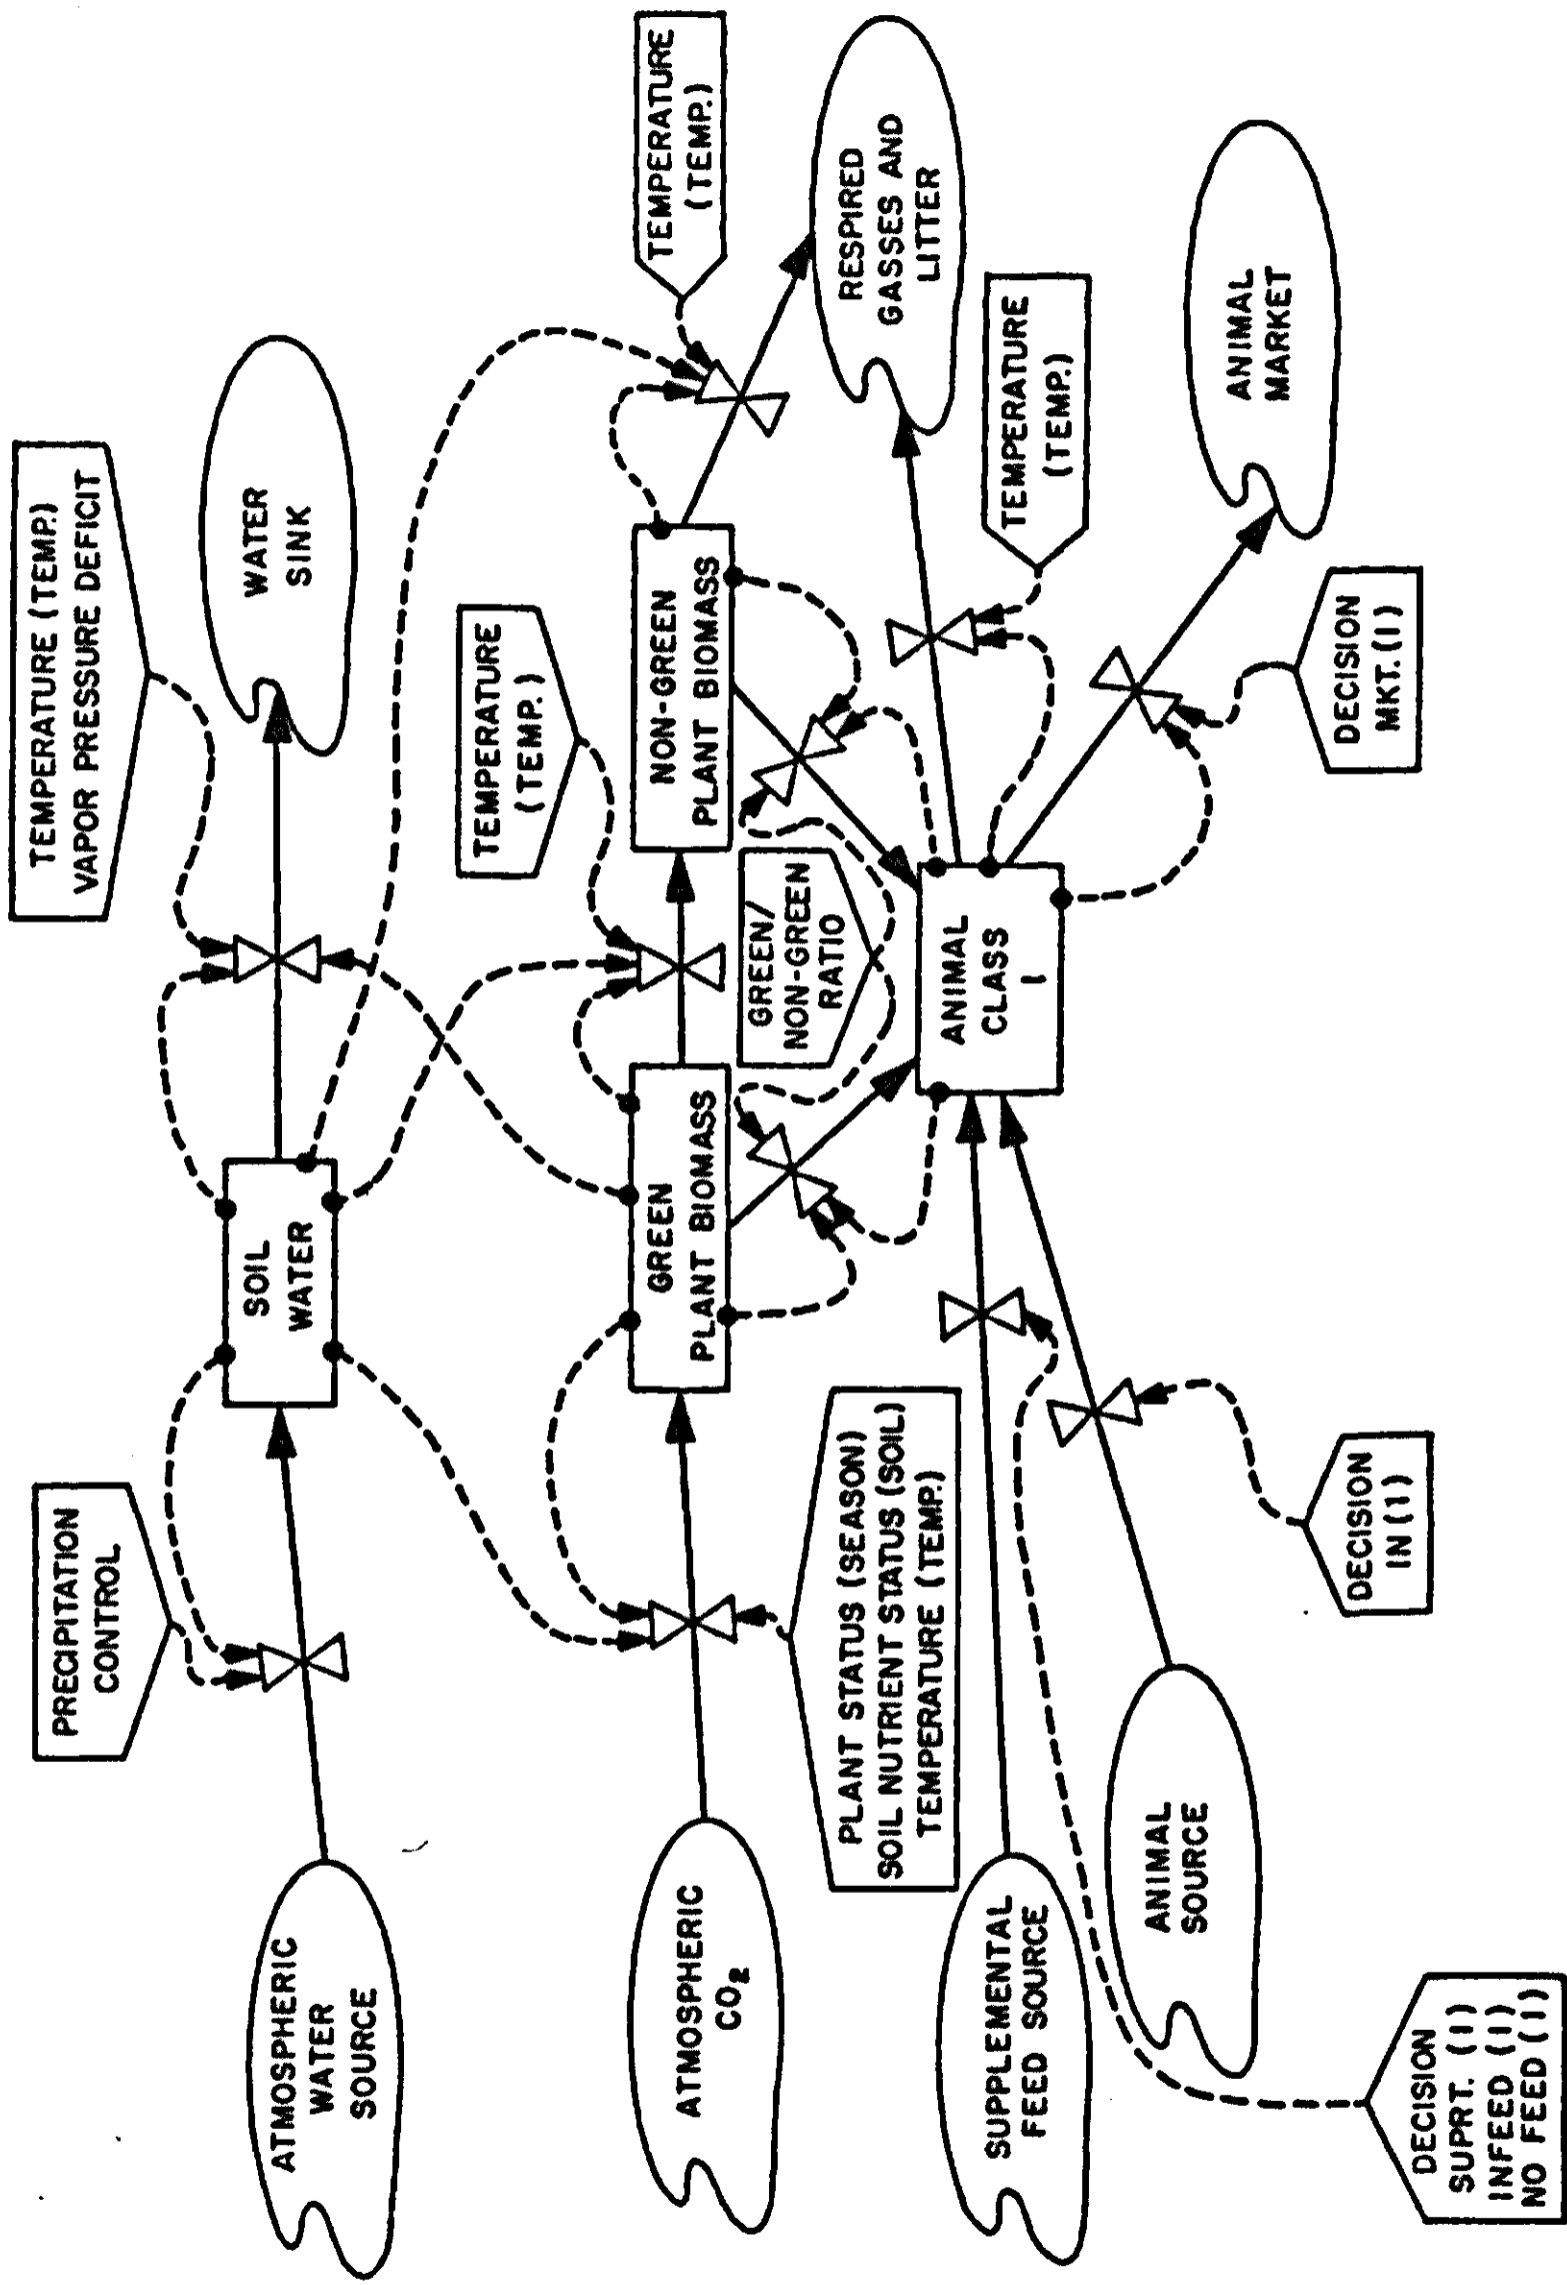 PRECIPITATION
CONTROL
TEMPERATURE (TEMP.)
VAPOR PRESSURE DEFICIT
ATMOSPHERIC
WATER
SOURCE
SOIL
WATER
WATER
SINK
TEMPERATURE
(TEMP.)
TEMPERATURE
(TEMP.)
ATMOSPHERIC
CO2
GREEN
PLANT BIOMASS
NON-GREEN
PLANT BIOMASS
RESPIRED
GASSES AND
LITTER
GREEN/
NON-GREEN
RATIO
PLANT STATUS (SEASON)
SOIL NUTRIENT STATUS (SOIL)
TEMPERATURE (TEMP.)
TEMPERATURE
(TEMP.)
SUPPLEMENTAL
FEED SOURCE
ANIMAL
CLASS
I
ANIMAL
SOURCE
ANIMAL
MARKET
DECISION
IN (I)
DECISION
MKT. (I)
DECISION
SUPRT. (I)
INFEED (I)
NO FEED (I)